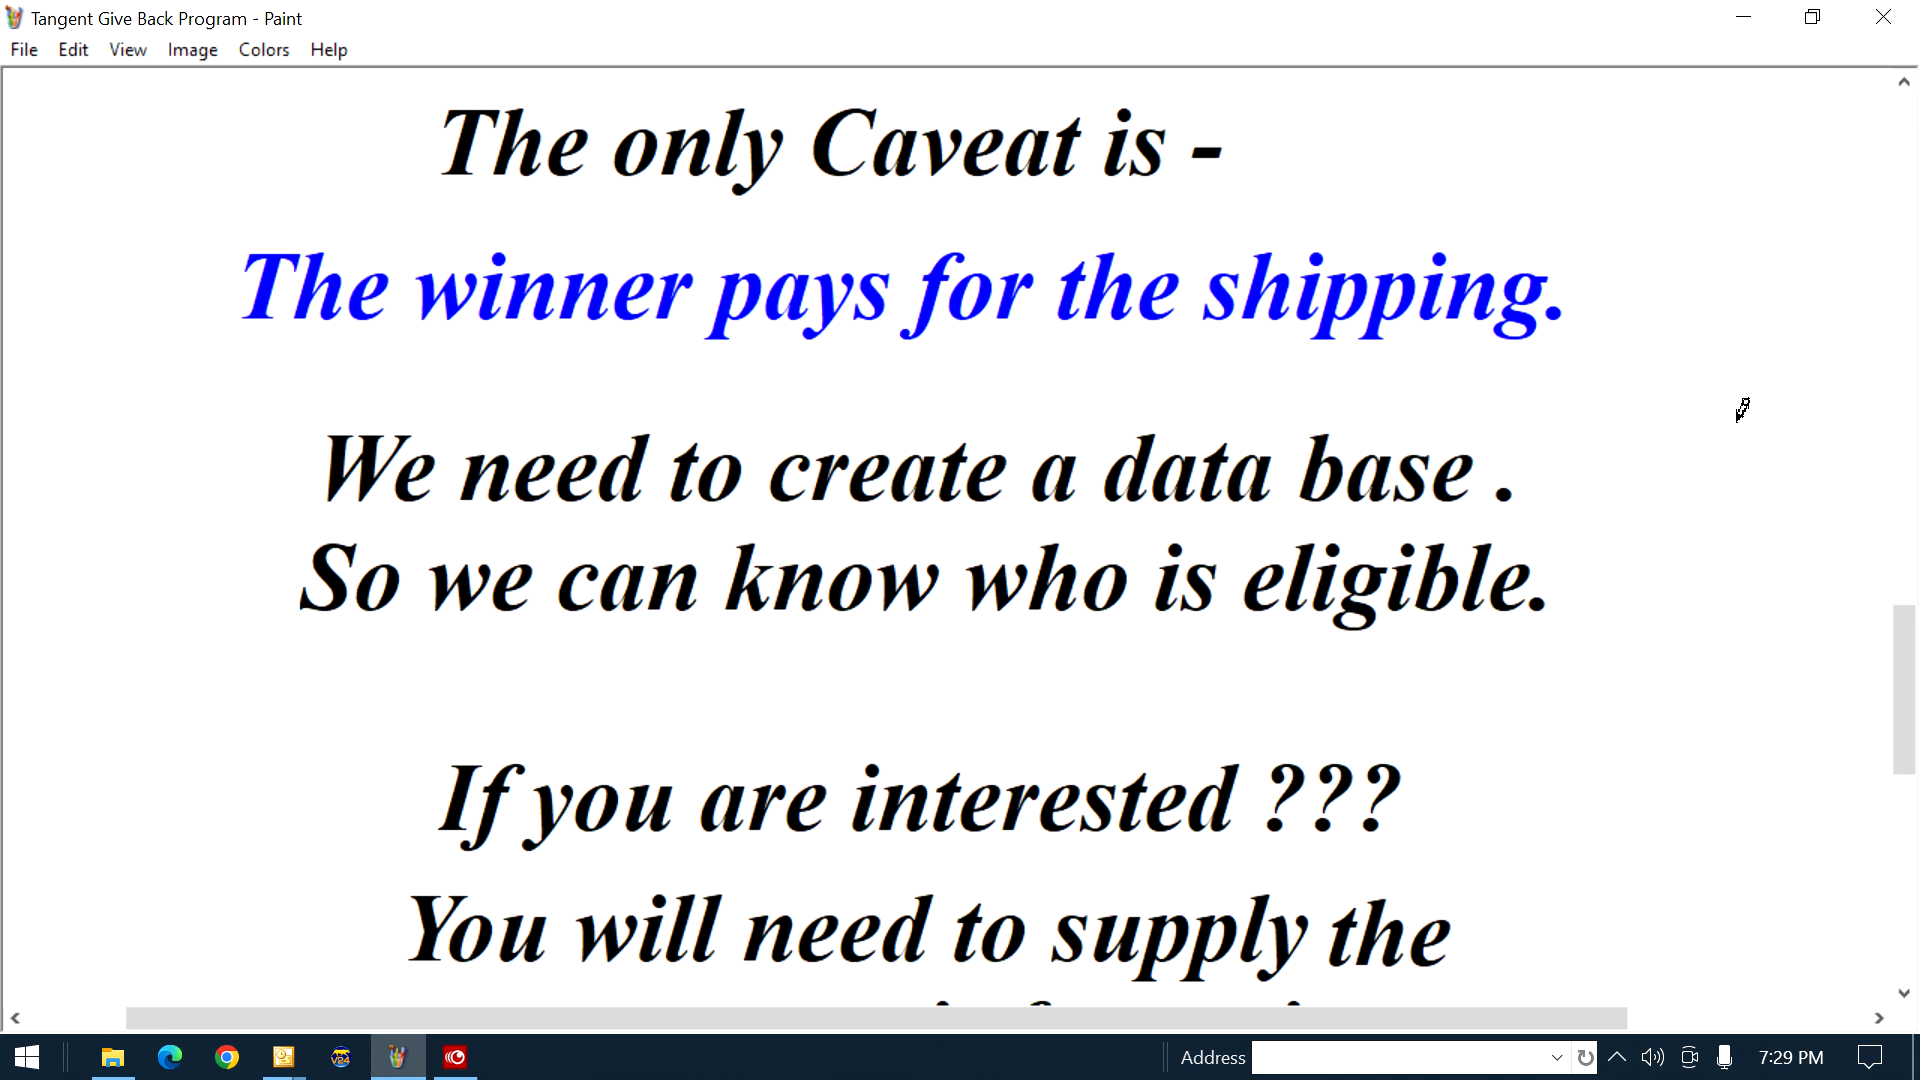 Tangent Give Back Program - Paint
File Edit View Image Colors Help
The only Caveat is -
The winner pays for the shipping.
We need to create a data base .
So we can know who is eligible.
If you are interested ???
You will need to supply the
V24
Address
7:29 PM